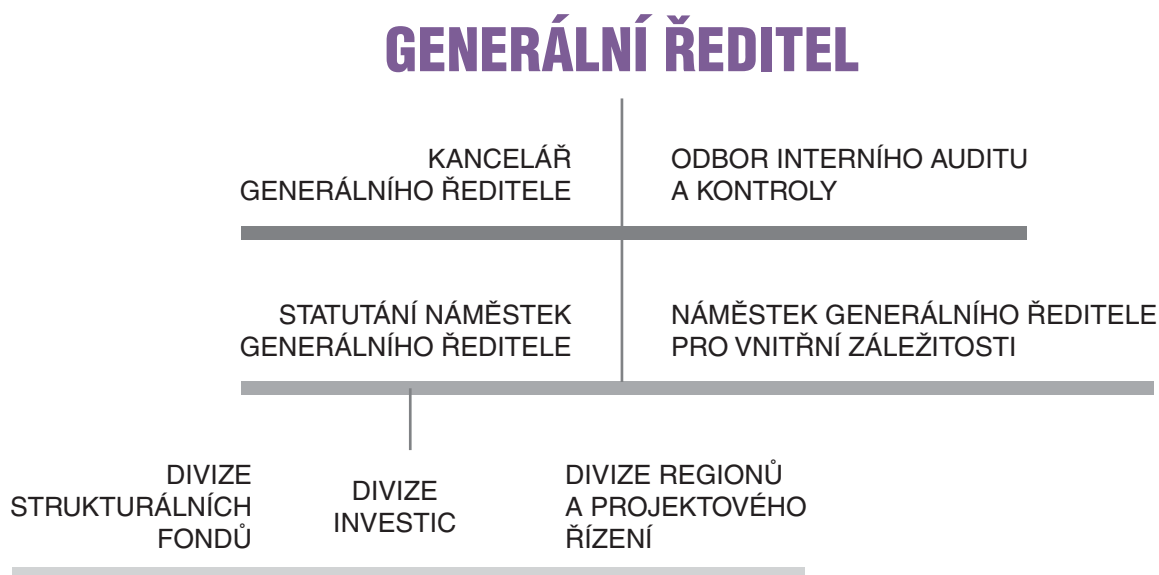 GENERÁLNÍ ŘEDITEL
KANCELÁŘ
GENERÁLNÍHO ŘEDITELE
ODBOR INTERNÍHO AUDITU
A KONTROLY
STATUTÁNÍ NÁMĚSTEK
GENERÁLNÍHO ŘEDITELE
NÁMĚSTEK GENERÁLNÍHO ŘEDITELE
PRO VNITŘNÍ ZÁLEŽITOSTI
DIVIZE
STRUKTURÁLNÍCH
FONDŮ
DIVIZE
INVESTIC
DIVIZE REGIONŮ
A PROJEKTOVÉHO
ŘÍZENÍ